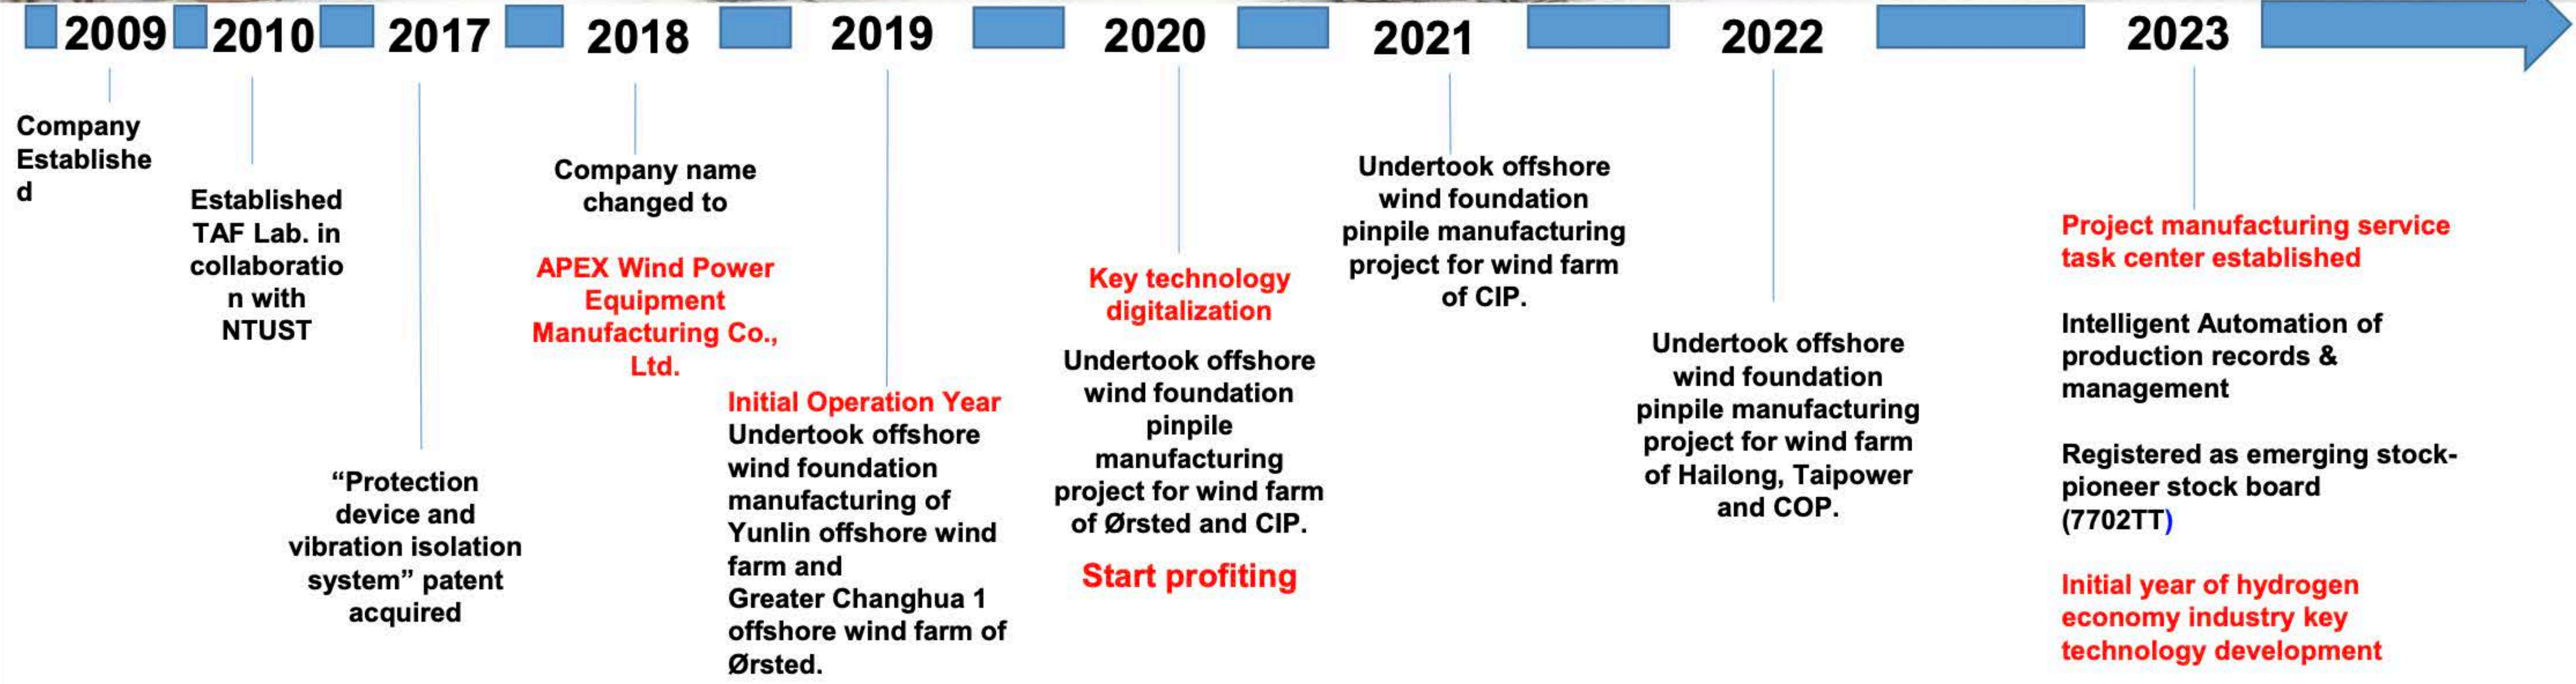 2009 2010 2017 2018 2019 2020 2021 2022 2023
Company
Establishe
d
Established
TAF Lab. in
collaboratio
n with
NTUST
“Protection
device and
vibration isolation
system” patent
acquired
Company name
changed to
APEX Wind Power
Equipment
Manufacturing Co.,
Ltd.
Initial Operation Year
Undertook offshore
wind foundation
manufacturing of
Yunlin offshore wind
farm and
Greater Changhua 1
offshore wind farm of
Ørsted.
Key technology
digitalization
Undertook offshore
wind foundation
pinpile
manufacturing
project for wind farm
of Ørsted and CIP.
Start profiting
Undertook offshore
wind foundation
pinpile manufacturing
project for wind farm
of CIP.
Undertook offshore
wind foundation
pinpile manufacturing
project for wind farm
of Hailong, Taipower
and COP.
Project manufacturing service
task center established
Intelligent Automation of
production records &
management
Registered as emerging stock-
pioneer stock board
(7702TT)
Initial year of hydrogen
economy industry key
technology development